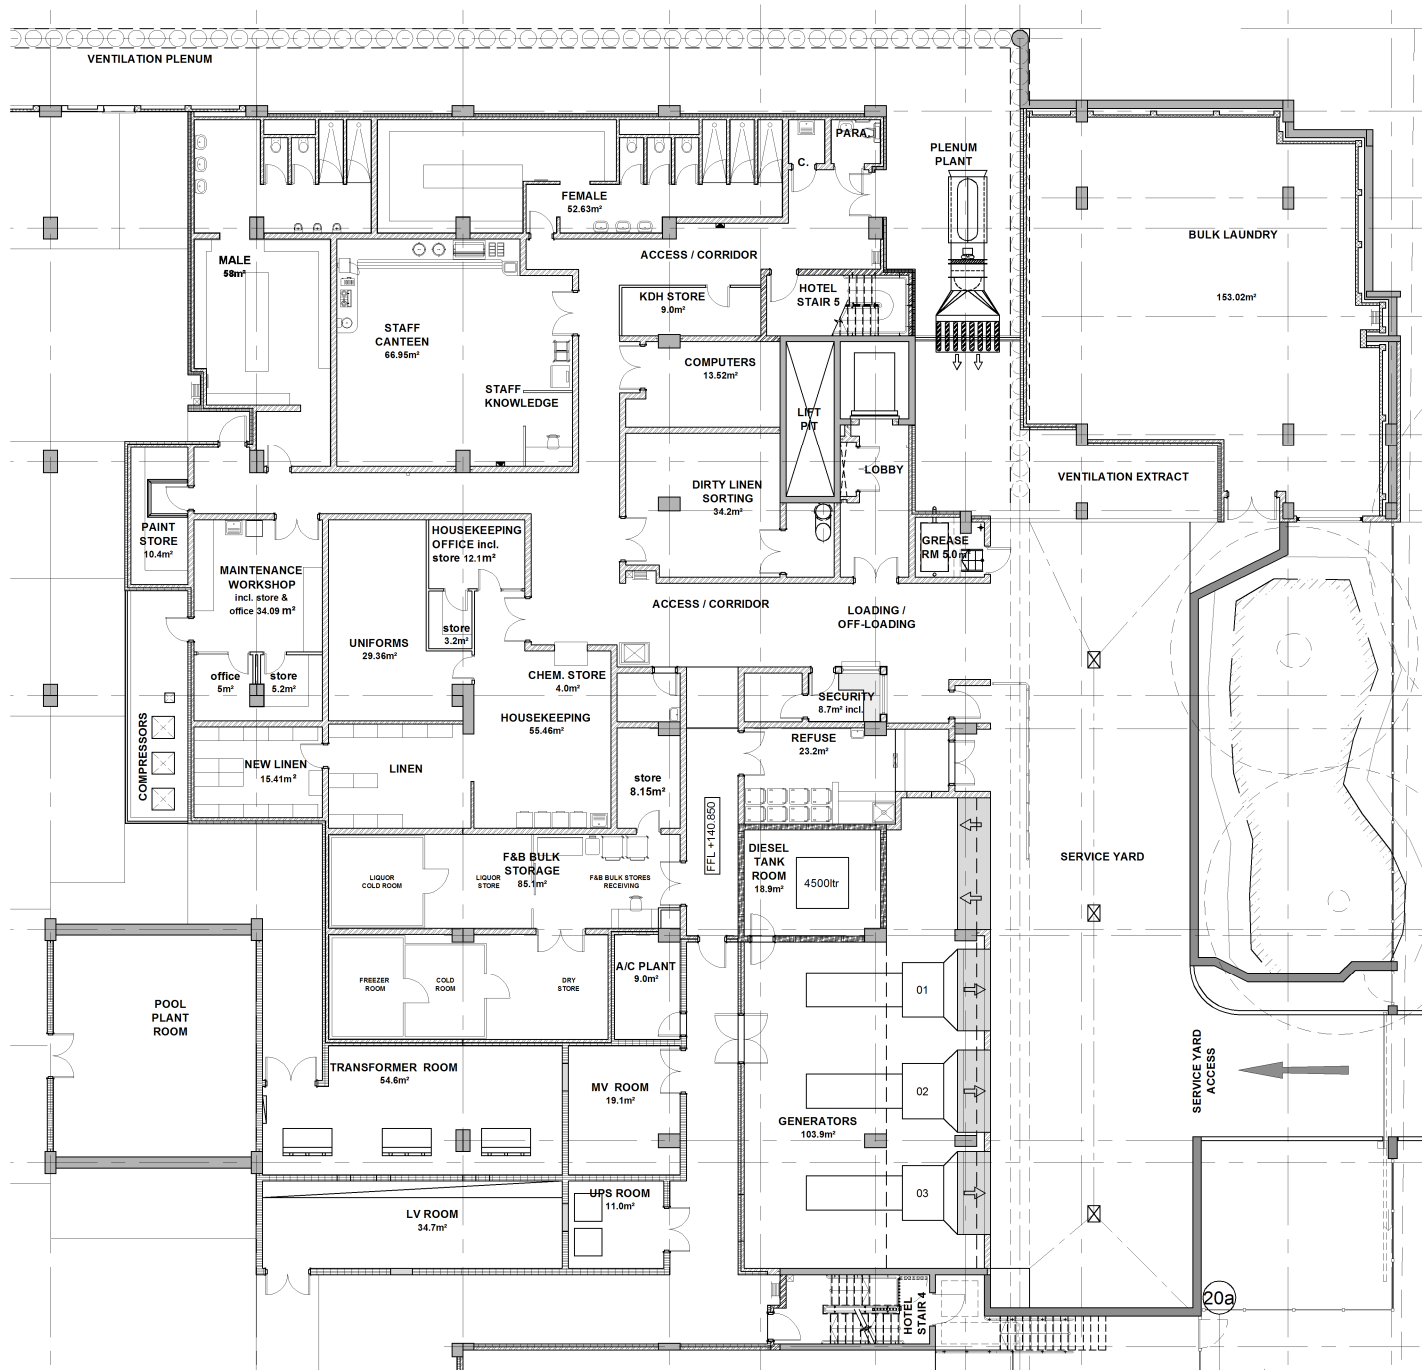 VENTILATION PLENUM
PARA.
C.
PLENUM
PLANT
FEMALE
52.63m²
BULK LAUNDRY
153.02m²
MALE
58m²
ACCESS / CORRIDOR
HOTEL
STAIR 5
KDH STORE
9.0m²
STAFF
CANTEEN
66.95m²
COMPUTERS
13.52m²
STAFF
KNOWLEDGE
LIFT
PIT
LOBBY
VENTILATION EXTRACT
DIRTY LINEN
SORTING
34.2m²
PAINT
STORE
10.4m²
HOUSEKEEPING
OFFICE incl.
store 12.1m²
GREASE
RM 5.0m²
MAINTENANCE
WORKSHOP
incl. store &
office 34.09 m²
ACCESS / CORRIDOR
LOADING /
OFF-LOADING
store
3.2m²
UNIFORMS
29.36m²
office
5m²
store
5.2m²
CHEM. STORE
4.0m²
SECURITY
8.7m² incl.
HOUSEKEEPING
55.46m²
REFUSE
23.2m²
COMPRESSORS
NEW LINEN
15.41m²
LINEN
store
8.15m²
FFL +140.850
DIESEL
TANK
ROOM
18.9m²
4500ltr
SERVICE YARD
F&B BULK
STORAGE
85.1m²
LIQUOR
COLD ROOM
LIQUOR
STORE
F&B BULK STORES
RECEIVING
A/C PLANT
9.0m²
FREEZER
ROOM
COLD
ROOM
DRY
STORE
01
POOL
PLANT
ROOM
SERVICE YARD
ACCESS
TRANSFORMER ROOM
54.6m²
MV ROOM
19.1m²
02
GENERATORS
103.9m²
03
UPS ROOM
11.0m²
LV ROOM
34.7m²
HOTEL
STAIR 4
20a